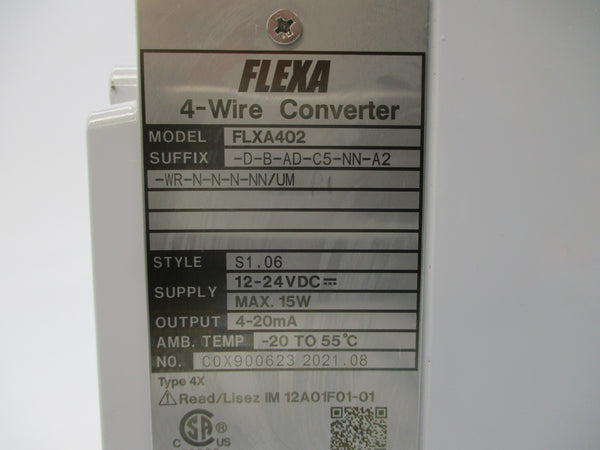 FLEXA
4-Wire Converter
MODEL FLXA402
SUFFIX -D-B-AD-C5-NN-A2
-WR-N-N-N-NN/UM
STYLE S1.06
SUPPLY 12-24VDC⎓
MAX. 15W
OUTPUT 4-20mA
AMB. TEMP -20 TO 55℃
NO. C0X900623 2021.08
Type 4X
⚠ Read/Lisez IM 12A01F01-01
C SA US